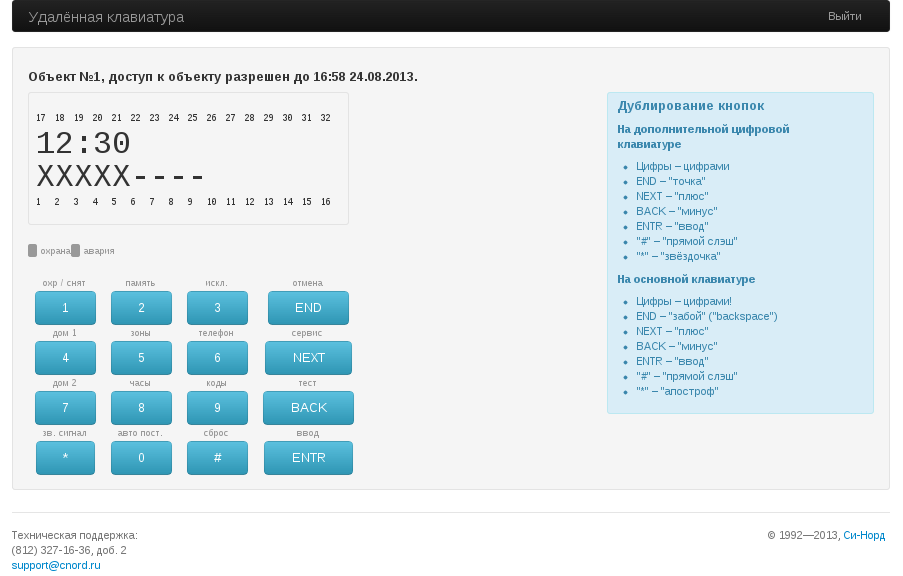 Удалённая клавиатура
Выйти
Объект №1, доступ к объекту разрешен до 16:58 24.08.2013.
17 18 19 20 21 22 23 24 25 26 27 28 29 30 31 32
12:30
XXXXX----
1 2 3 4 5 6 7 8 9 10 11 12 13 14 15 16
охрана авария
охр / снят память искл. отмена
1 2 3 END
дом 1 зоны телефон сервис
4 5 6 NEXT
дом 2 часы коды тест
7 8 9 BACK
зв. сигнал авто пост. сброс ввод
* 0 # ENTR
Дублирование кнопок
На дополнительной цифровой
клавиатуре
Цифры – цифрами
END – "точка"
NEXT – "плюс"
BACK – "минус"
ENTR – "ввод"
"#" – "прямой слэш"
"*" – "звёздочка"
На основной клавиатуре
Цифры – цифрами!
END – "забой" ("backspace")
NEXT – "плюс"
BACK – "минус"
ENTR – "ввод"
"#" – "прямой слэш"
"*" – "апостроф"
Техническая поддержка:
(812) 327-16-36, доб. 2
support@cnord.ru
© 1992—2013, Си-Норд